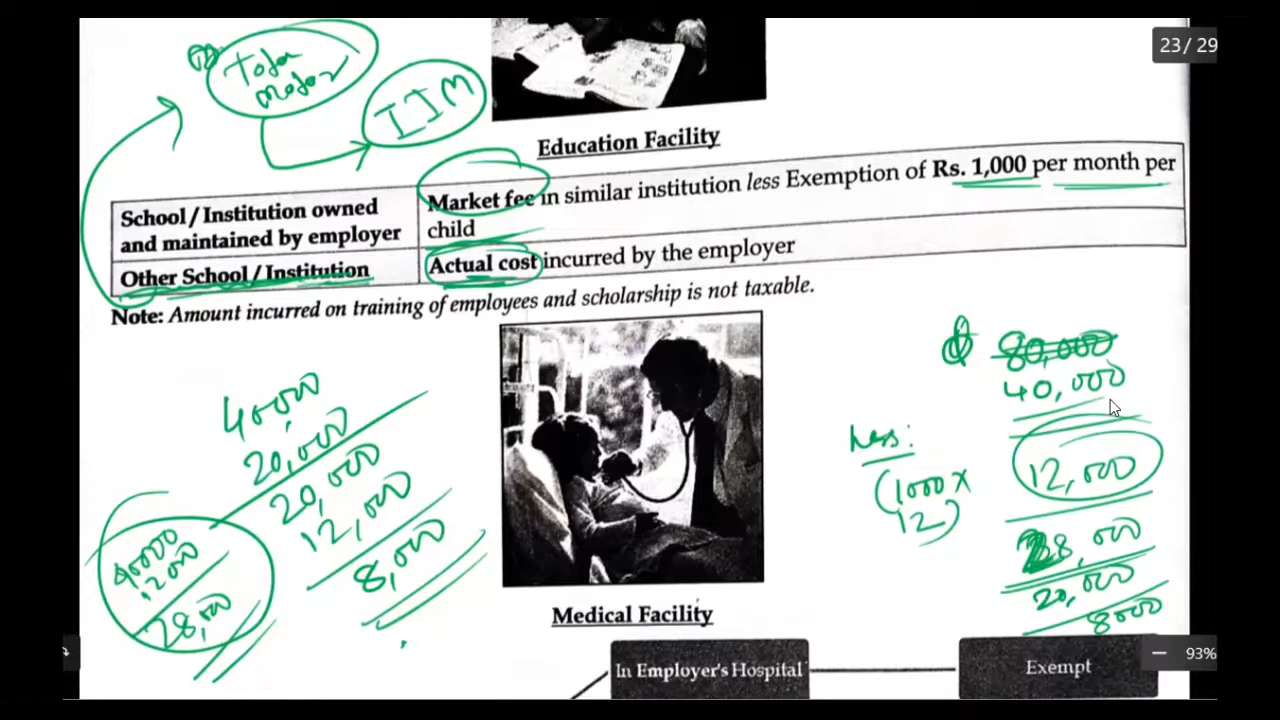 23 / 29
Tata
Motor
IIM
Education Facility
School / Institution owned
and maintained by employer
Market fee in similar institution less Exemption of Rs. 1,000 per month per
child
Other School / Institution
Actual cost incurred by the employer
Note: Amount incurred on training of employees and scholarship is not taxable.
80,000
40,000
Less:
(1000 x
12)
12,000
28,000
20,000
8000
40,000
20,000
20,000
12,000
8,000
40000
12000
28,000
Medical Facility
In Employer's Hospital
Exempt
93%